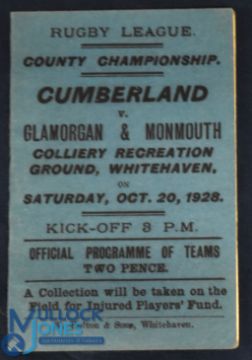 RUGBY LEAGUE.
COUNTY CHAMPIONSHIP.
CUMBERLAND
v.
GLAMORGAN & MONMOUTH
COLLIERY RECREATION
GROUND, WHITEHAVEN.
ON
SATURDAY, OCT. 20, 1928.
KICK-OFF 3 P.M.
OFFICIAL PROGRAMME OF TEAMS
TWO PENCE.
A Collection will be taken on the
Field for Injured Players' Fund.
& Sons, Whitehaven.
MULLOCK
JONES